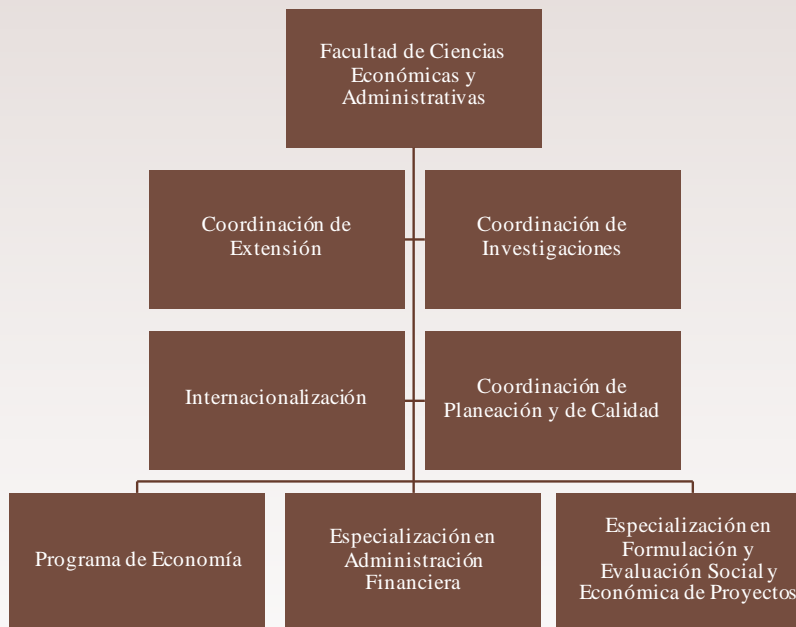 Facultad de Ciencias
Económicas y
Administrativas
Coordinación de
Extensión
Coordinación de
Investigaciones
Internacionalización
Coordinación de
Planeación y de Calidad
Programa de Economía
Especialización en
Administración
Financiera
Especialización en
Formulación y
Evaluación Social y
Económica de Proyectos